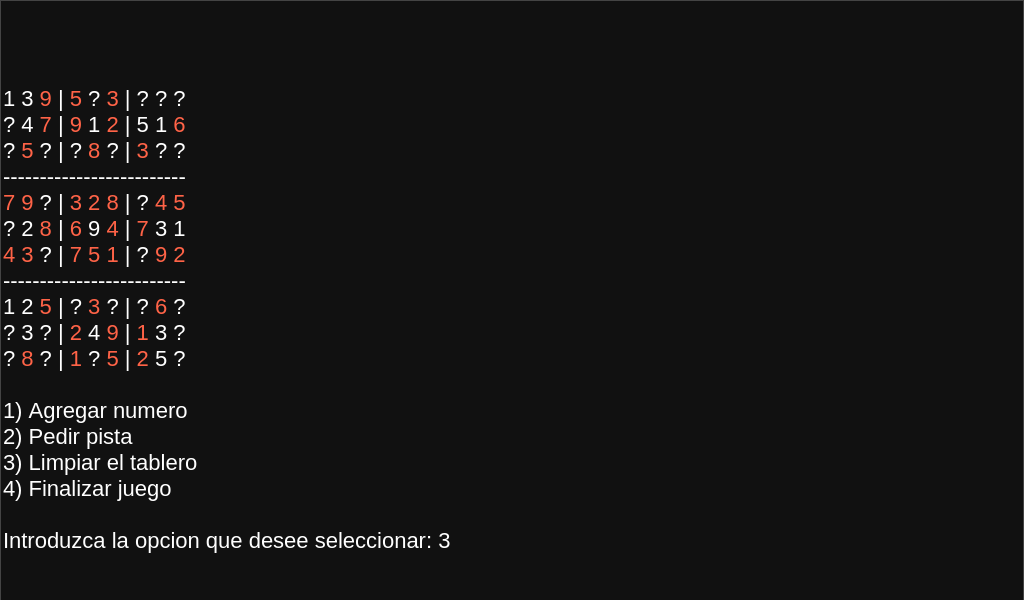 1 3 9 | 5 ? 3 | ? ? ?
? 4 7 | 9 1 2 | 5 1 6
? 5 ? | ? 8 ? | 3 ? ?
-------------------------
7 9 ? | 3 2 8 | ? 4 5
? 2 8 | 6 9 4 | 7 3 1
4 3 ? | 7 5 1 | ? 9 2
-------------------------
1 2 5 | ? 3 ? | ? 6 ?
? 3 ? | 2 4 9 | 1 3 ?
? 8 ? | 1 ? 5 | 2 5 ?
1) Agregar numero
2) Pedir pista
3) Limpiar el tablero
4) Finalizar juego
Introduzca la opcion que desee seleccionar: 3